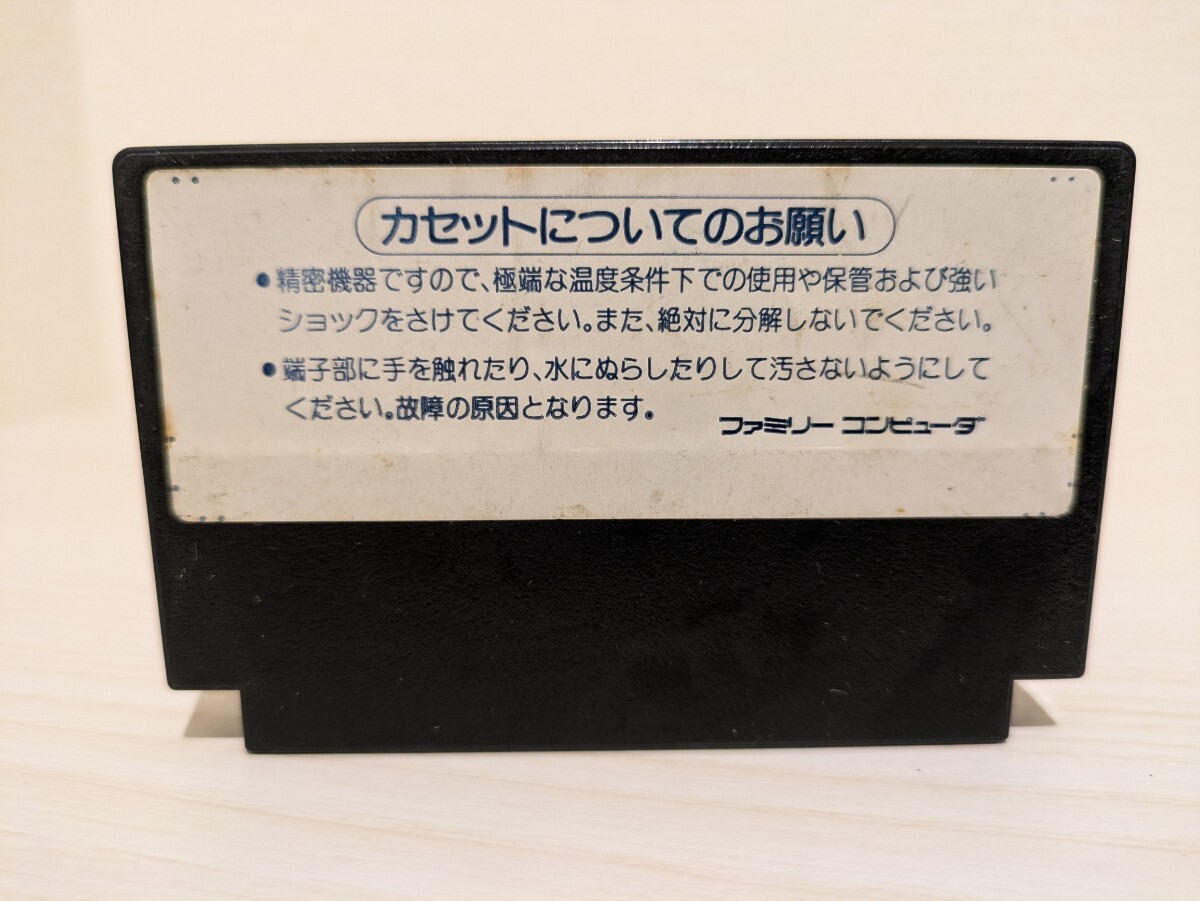 カセットについてのお願い
●精密機器ですので、極端な温度条件下での使用や保管および強い
ショックをさけてください。また、絶対に分解しないでください。
●端子部に手を触れたり、水にぬらしたりして汚さないようにして
ください。故障の原因となります。
ファミリー コンピュータ